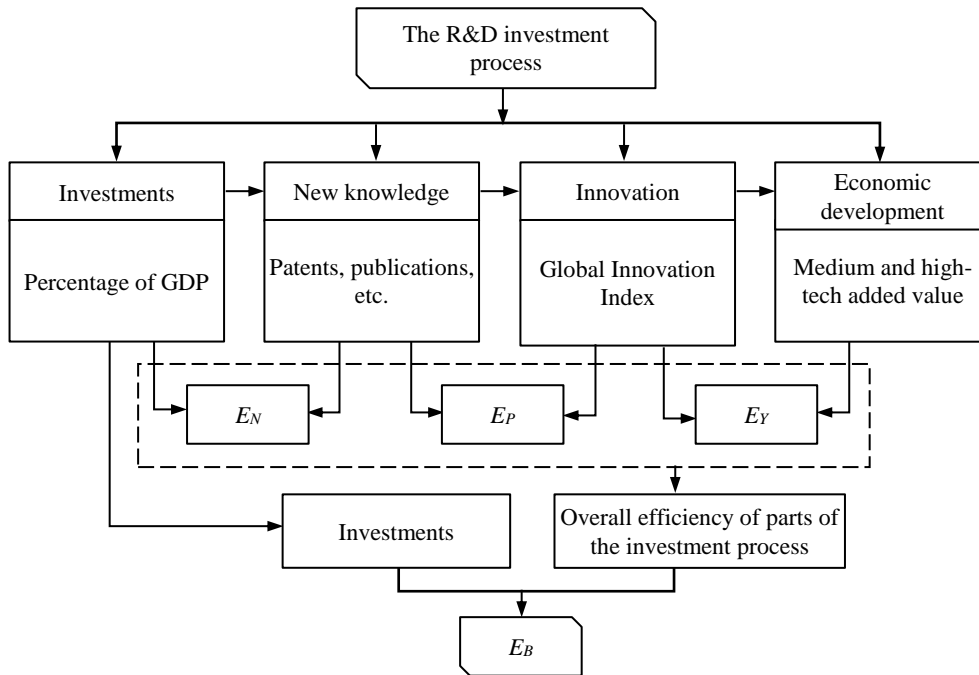 The R&D investment
process
Investments
New knowledge
Innovation
Economic
development
Percentage of GDP
Patents, publications,
etc.
Global Innovation
Index
Medium and high-
tech added value
EN
EP
EY
Investments
Overall efficiency of parts of
the investment process
EB